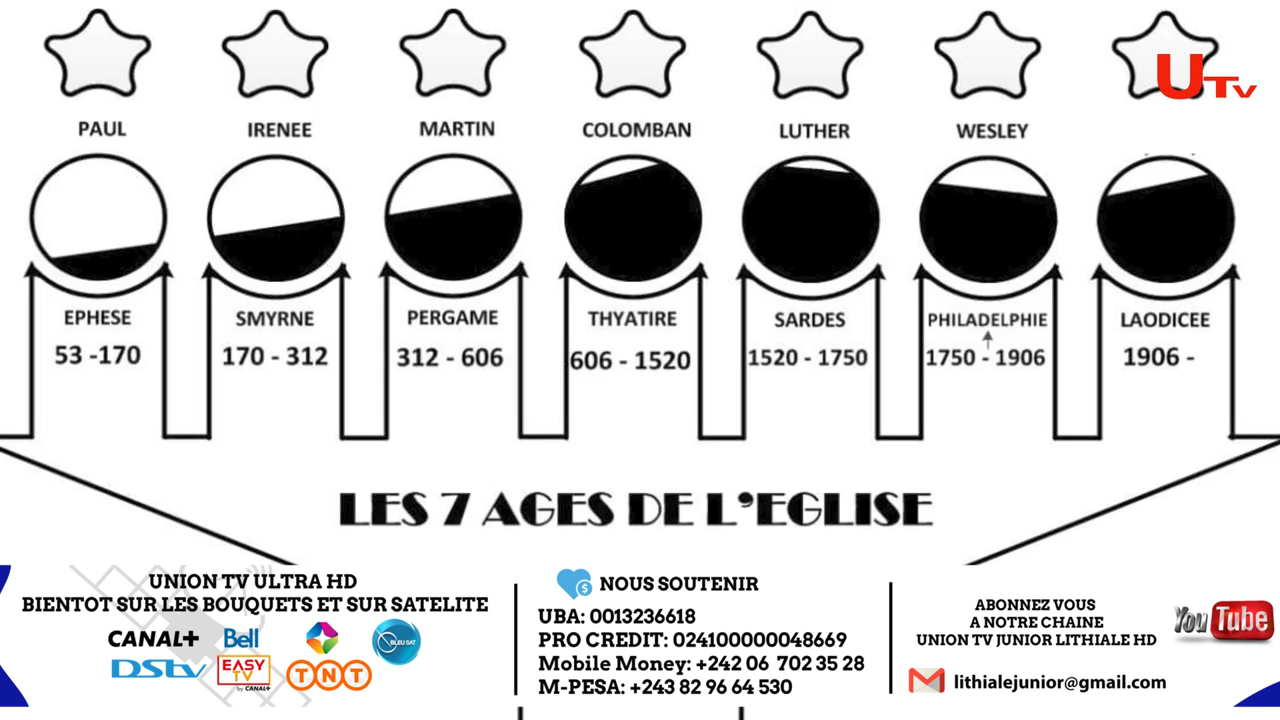 UTV
PAUL
IRENEE
MARTIN
COLOMBAN
LUTHER
WESLEY
EPHESE
53 -170
SMYRNE
170 - 312
PERGAME
312 - 606
THYATIRE
606 - 1520
SARDES
1520 - 1750
PHILADELPHIE
1750 - 1906
LAODICEE
1906 -
LES 7 AGES DE L'EGLISE
UNION TV ULTRA HD
BIENTOT SUR LES BOUQUETS ET SUR SATELITE
CANAL+
Bell
BLEU SAT
DStv
EASY
TV
by CANAL+
TNT
NOUS SOUTENIR
UBA: 0013236618
PRO CREDIT: 024100000048669
Mobile Money: +242 06 702 35 28
M-PESA: +243 82 96 64 530
ABONNEZ VOUS
A NOTRE CHAINE
UNION TV JUNIOR LITHIALE HD
YouTube
lithialejunior@gmail.com